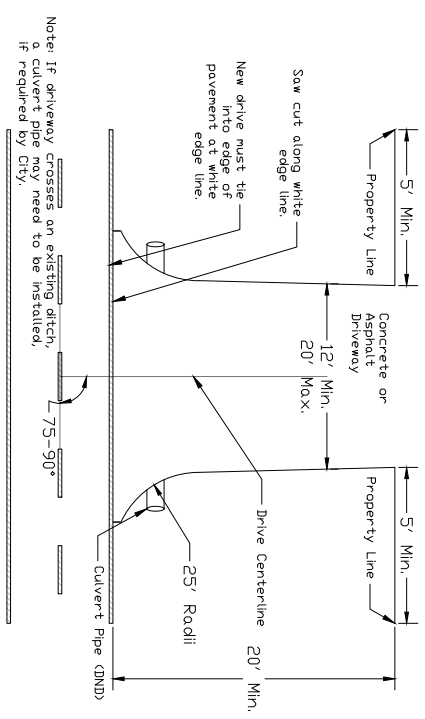 5' Min.
5' Min.
Property Line
Property Line
Concrete or
Asphalt
Driveway
12' Min.
20' Max.
20' Min.
Saw cut along white
edge line.
New drive must tie
into edge of
pavement at white
edge line.
Drive Centerline
25' Radii
Culvert Pipe (DND)
75-90°
Note: If driveway crosses an existing ditch,
a culvert pipe may need to be installed,
if required by City.